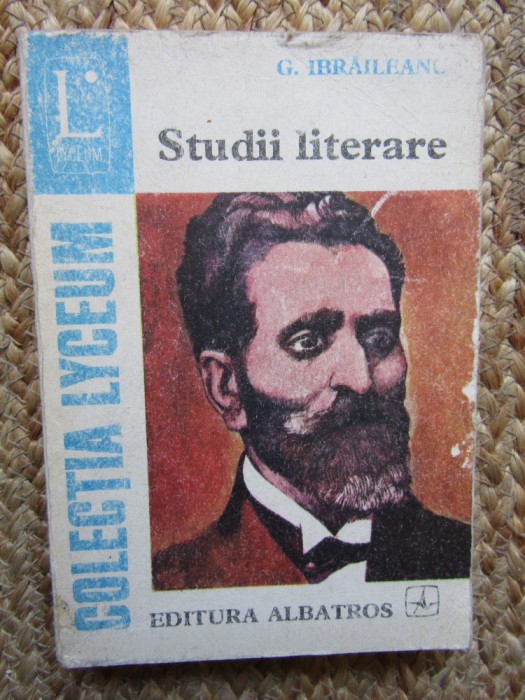 G. IBRĂILEANU
Studii literare
L
LYCEUM
COLECȚIA LYCEUM
EDITURA ALBATROS